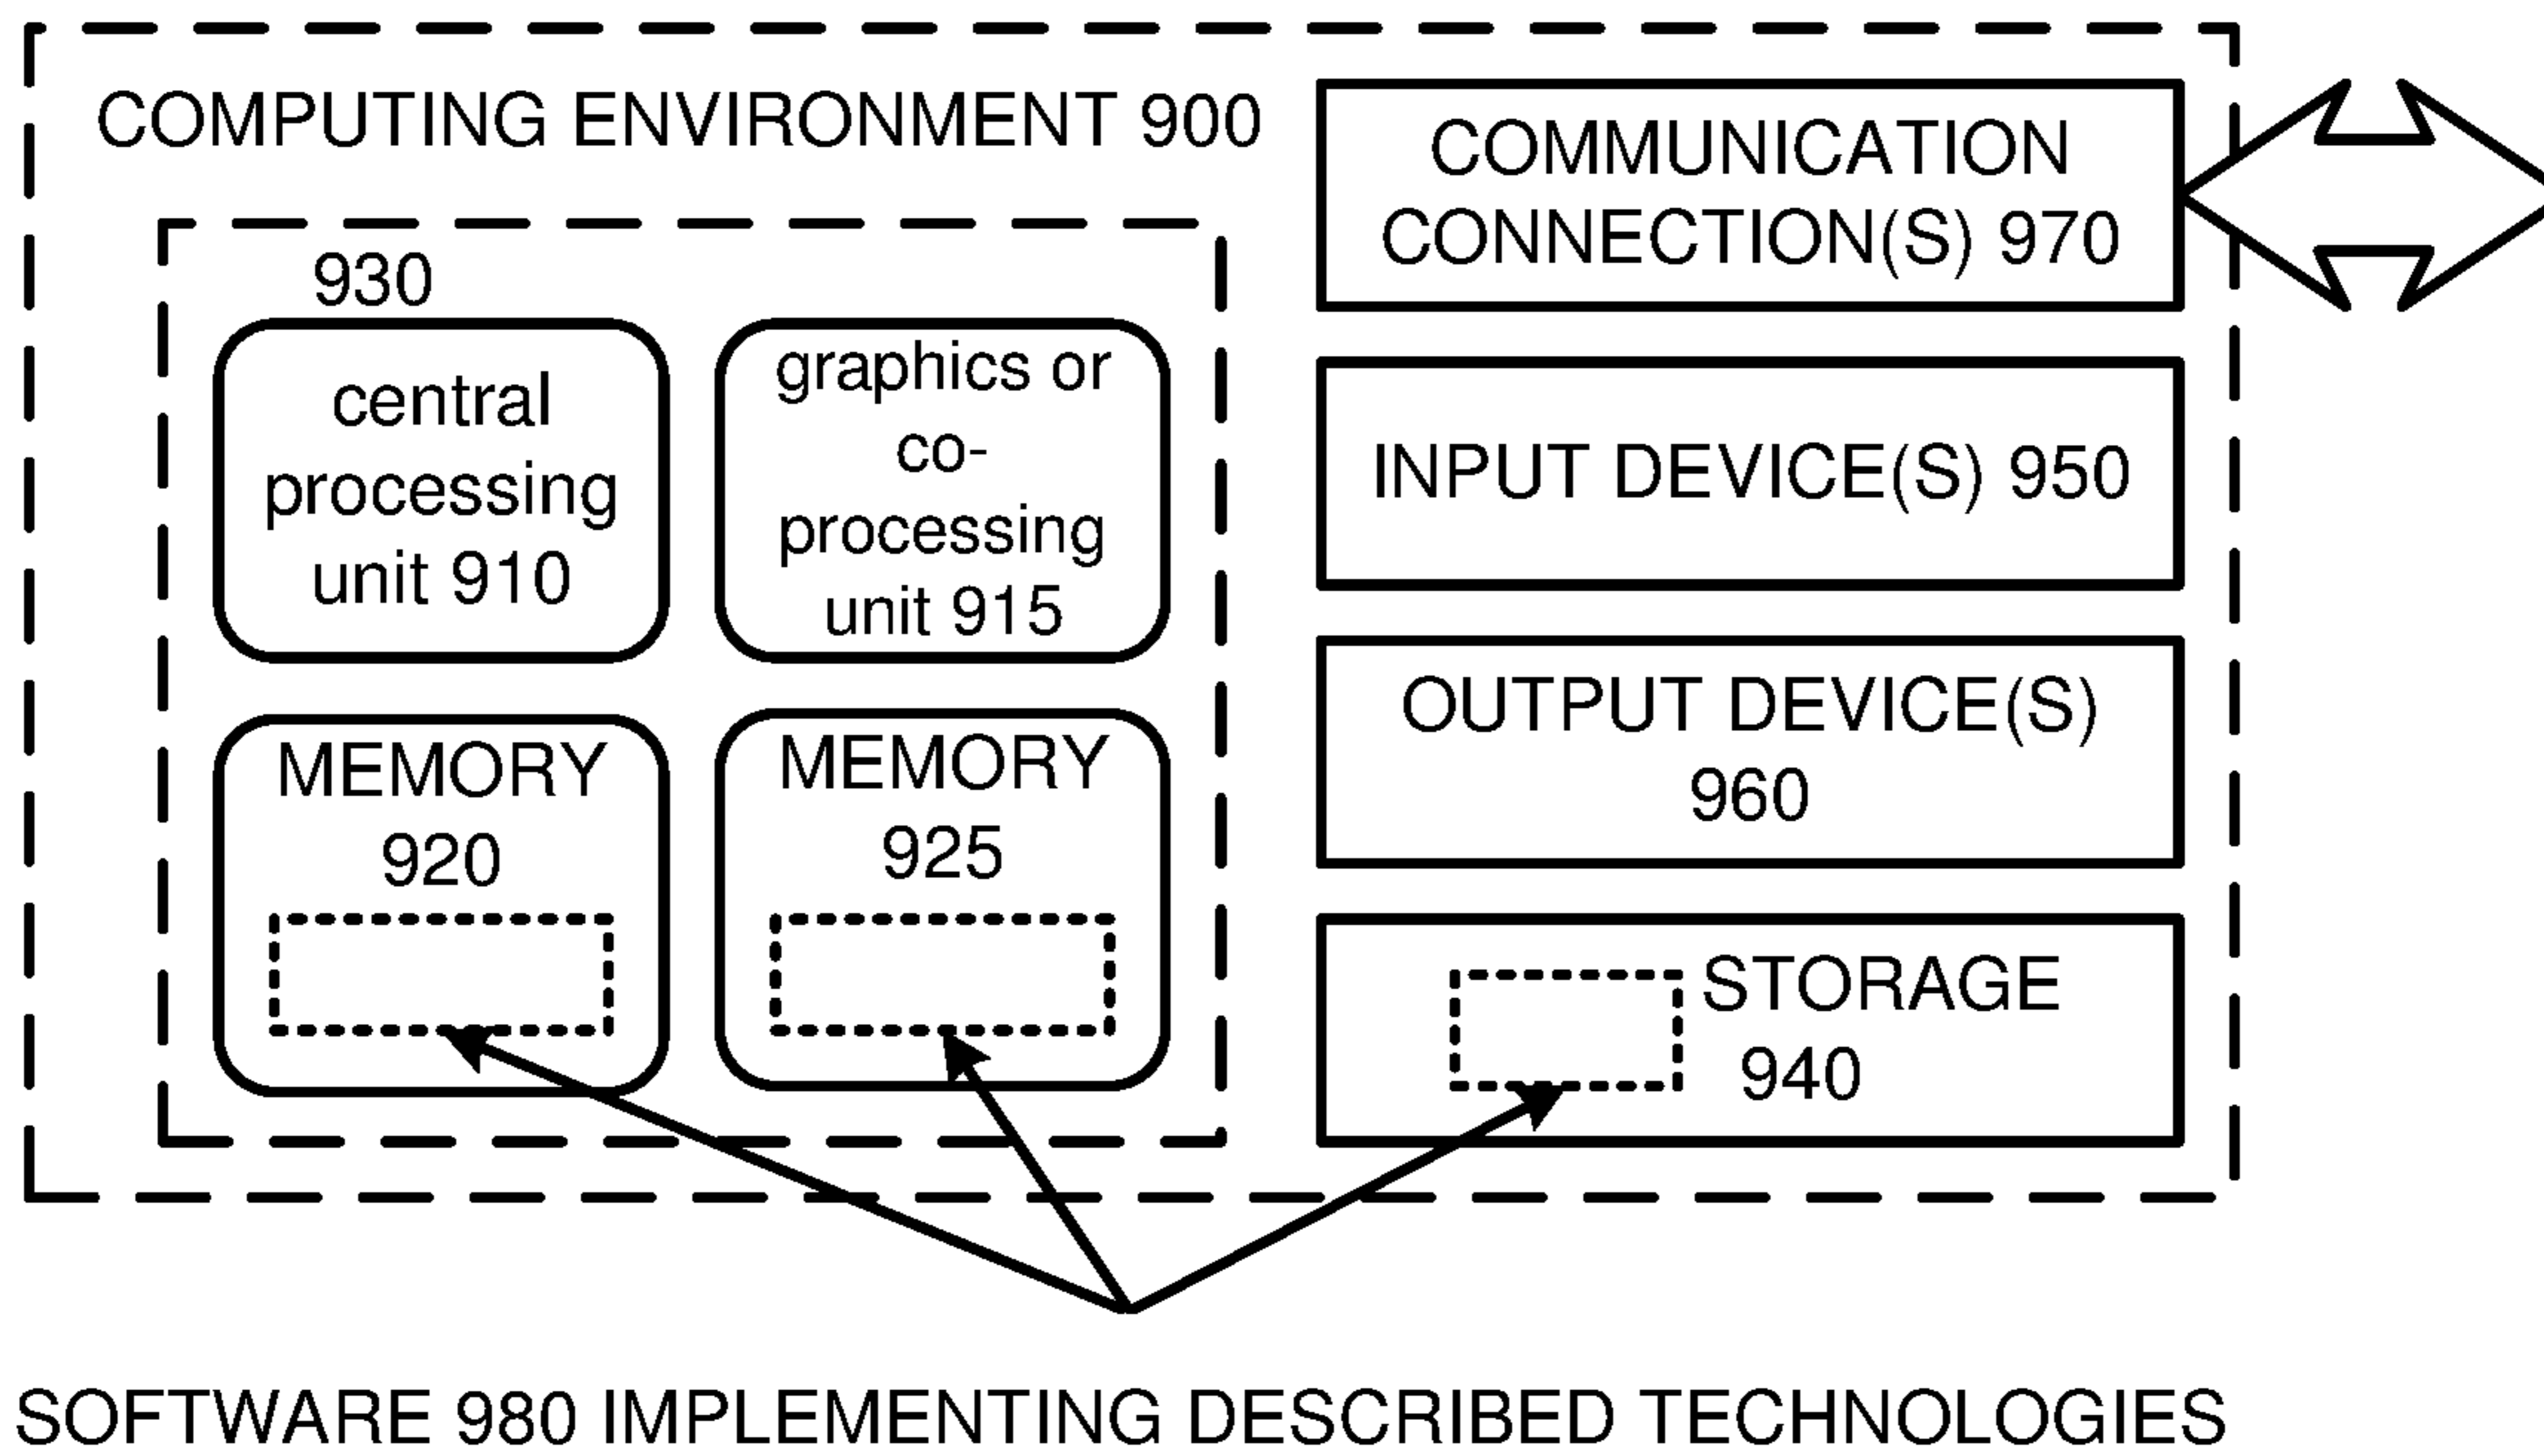 COMPUTING ENVIRONMENT 900
930
central
processing
unit 910
graphics or
co-
processing
unit 915
MEMORY
920
MEMORY
925
COMMUNICATION
CONNECTION(S) 970
INPUT DEVICE(S) 950
OUTPUT DEVICE(S)
960
STORAGE
940
SOFTWARE 980 IMPLEMENTING DESCRIBED TECHNOLOGIES